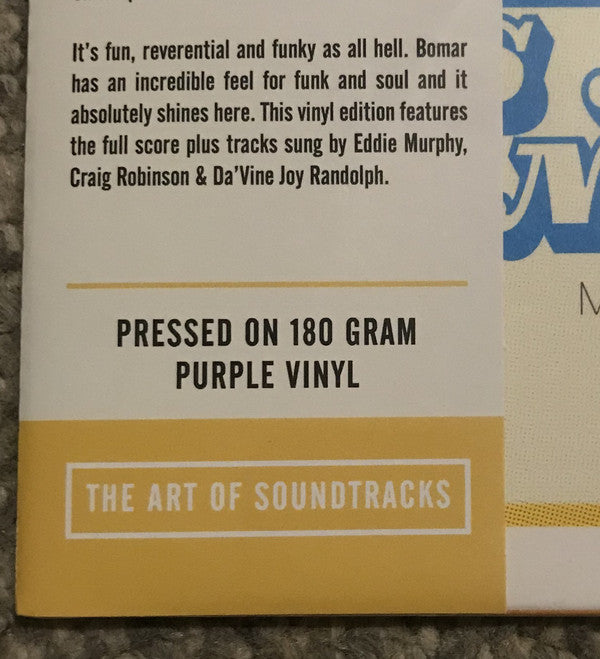 It's fun, reverential and funky as all hell. Bomar
has an incredible feel for funk and soul and it
absolutely shines here. This vinyl edition features
the full score plus tracks sung by Eddie Murphy,
Craig Robinson & Da'Vine Joy Randolph.
PRESSED ON 180 GRAM
PURPLE VINYL
THE ART OF SOUNDTRACKS
S
M